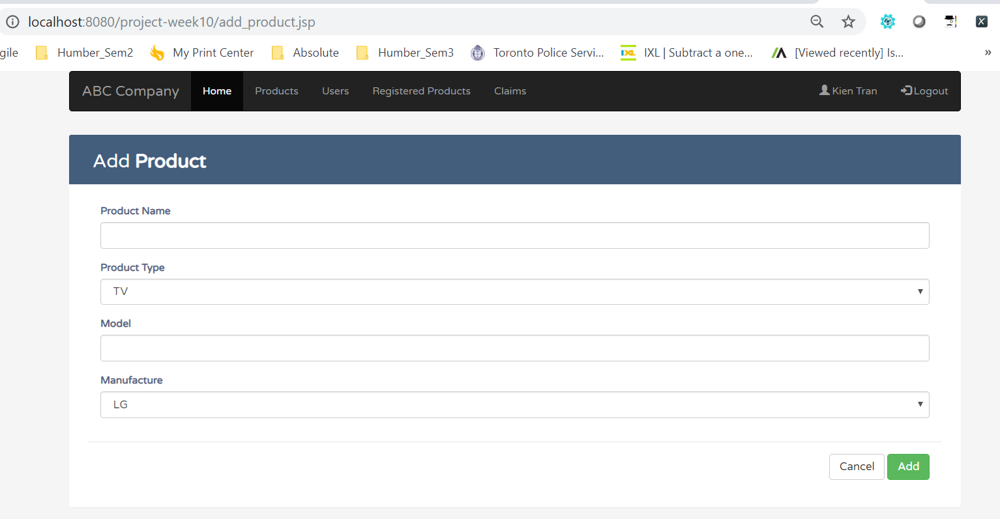 localhost:8080/project-week10/add_product.jsp
gile Humber_Sem2 My Print Center Absolute Humber_Sem3 Toronto Police Servi... IXL | Subtract a one... [Viewed recently] Is... »
ABC Company Home Products Users Registered Products Claims Kien Tran Logout
Add Product
Product Name
Product Type
TV
Model
Manufacture
LG
Cancel Add